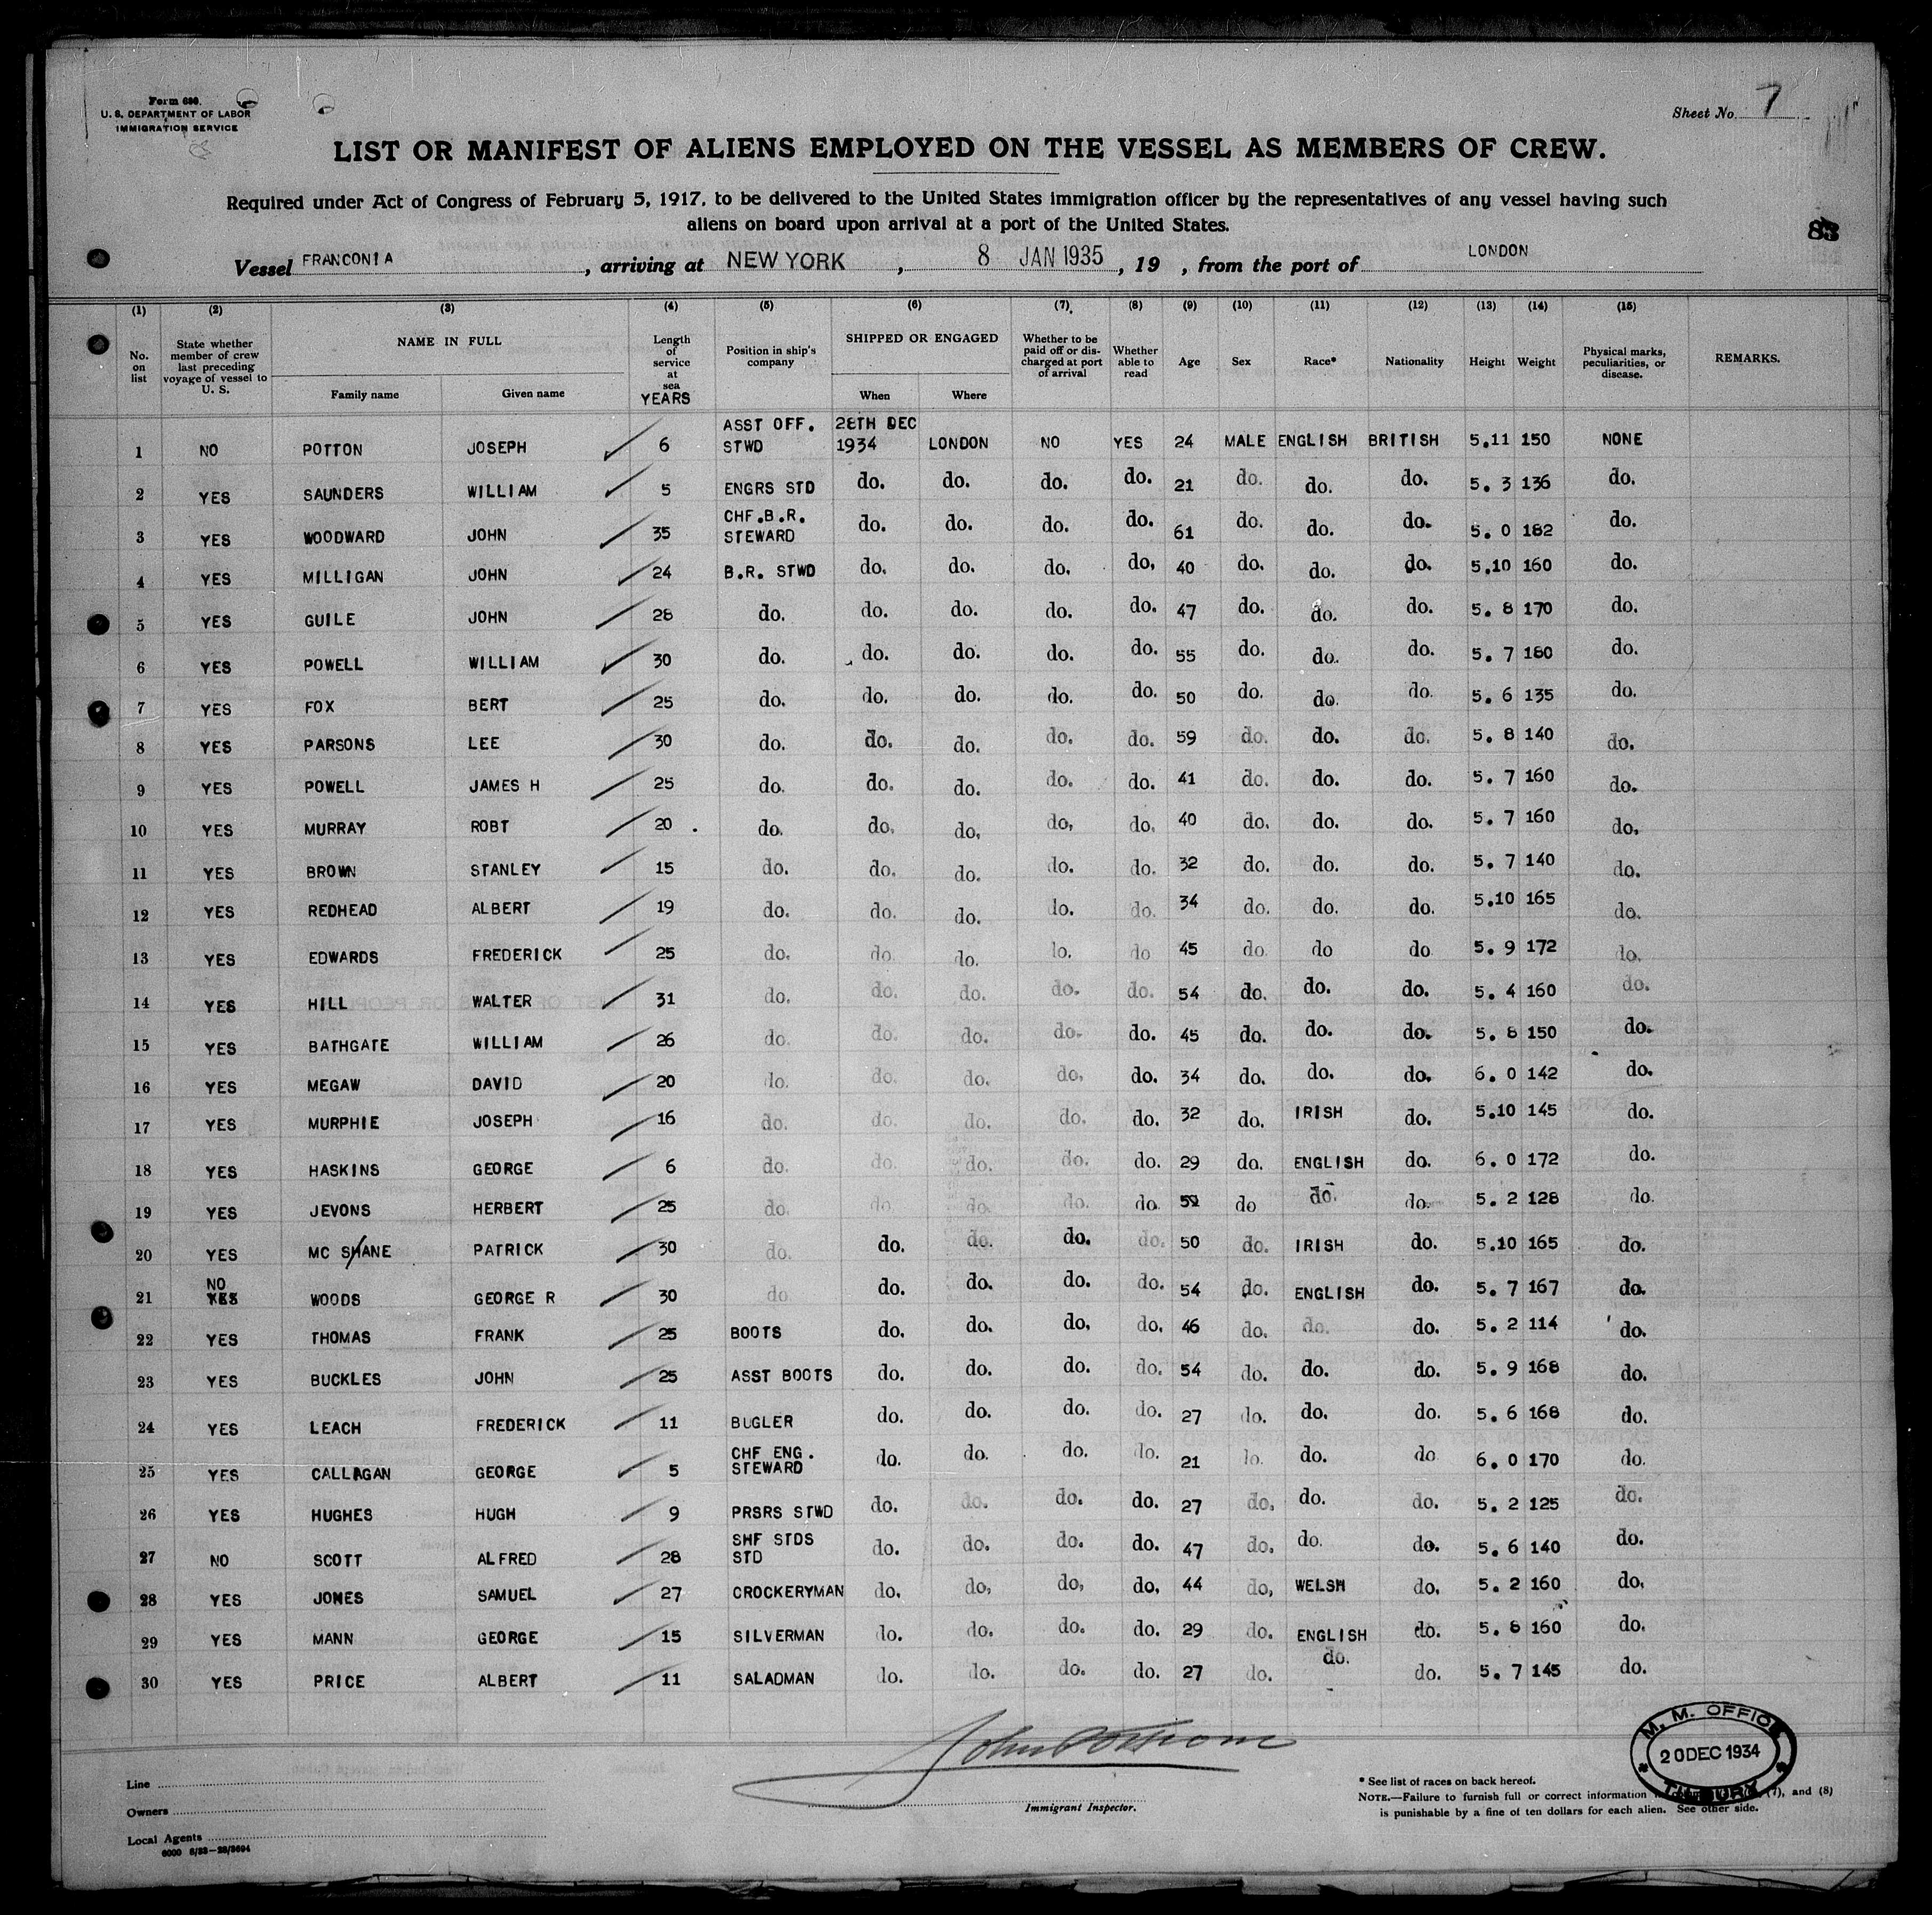 Form 680.
U. S. DEPARTMENT OF LABOR
IMMIGRATION SERVICE
Sheet No. 7
LIST OR MANIFEST OF ALIENS EMPLOYED ON THE VESSEL AS MEMBERS OF CREW.
Required under Act of Congress of February 5, 1917, to be delivered to the United States immigration officer by the representatives of any vessel having such
aliens on board upon arrival at a port of the United States.
83
Vessel FRANCONIA, arriving at NEW YORK, 8 JAN 1935, 19 , from the port of LONDON
(1) (2) (3) (4) (5) (6) (7) (8) (9) (10) (11) (12) (13) (14) (15)
No. on list State whether member of crew last preceding voyage of vessel to U. S. NAME IN FULL Family name Given name Length of service at sea YEARS Position in ship's company SHIPPED OR ENGAGED When Where Whether to be paid off or discharged at port of arrival Whether able to read Age Sex Race* Nationality Height Weight Physical marks, peculiarities, or disease. REMARKS.
1 NO POTTON JOSEPH 6 ASST OFF. STWD 28TH DEC 1934 LONDON NO YES 24 MALE ENGLISH BRITISH 5.11 150 NONE
2 YES SAUNDERS WILLIAM 5 ENGRS STD do. do. do. do. 21 do. do. do. 5. 3 136 do.
3 YES WOODWARD JOHN 35 CHF.B.R. STEWARD do. do. do. do. 61 do. do. do. 5. 0 182 do.
4 YES MILLIGAN JOHN 24 B.R. STWD do. do. do. do. 40 do. do. do. 5.10 160 do.
5 YES GUILE JOHN 28 do. do. do. do. do. 47 do. do. do. 5. 8 170 do.
6 YES POWELL WILLIAM 30 do. do. do. do. do. 55 do. do. do. 5. 7 180 do.
7 YES FOX BERT 25 do. do. do. do. do. 50 do. do. do. 5. 6 135 do.
8 YES PARSONS LEE 30 do. do. do. do. do. 59 do. do. do. 5. 8 140 do.
9 YES POWELL JAMES H 25 do. do. do. do. do. 41 do. do. do. 5. 7 160 do.
10 YES MURRAY ROBT 20 do. do. do. do. do. 40 do. do. do. 5. 7 160 do.
11 YES BROWN STANLEY 15 do. do. do. do. do. 32 do. do. do. 5. 7 140 do.
12 YES REDHEAD ALBERT 19 do. do. do. do. do. 34 do. do. do. 5.10 165 do.
13 YES EDWARDS FREDERICK 25 do. do. do. do. do 45 do do do 5. 9 172 do.
14 YES HILL WALTER 31 do. do. do. do. do. 54 do. do. do. 5. 4 160 do.
15 YES BATHGATE WILLIAM 26 do. do. do. do. do. 45 do. do. do. 5. 8 150 do.
16 YES MEGAW DAVID 20 do. do. do. do. do. 34 do. do. do. 6. 0 142 do.
17 YES MURPHIE JOSEPH 16 do. do. do. do. do. 32 do. IRISH do. 5.10 145 do.
18 YES HASKINS GEORGE 6 do. do. do. do. do. 29 do. ENGLISH do. 6. 0 172 do.
19 YES JEVONS HERBERT 25 do. do. do. do. do. do do. do. 5. 2 128 do.
20 YES MC SHANE PATRICK 30 do. do. do. do. do. 50 do. IRISH do. 5.10 165 do.
21 NO YES WOODS GEORGE R 30 do do. do. do. do. 54 do. ENGLISH do. 5. 7 167 do.
22 YES THOMAS FRANK 25 BOOTS do. do. do. do. 46 do. do. do. 5. 2 114 do.
23 YES BUCKLES JOHN 25 ASST BOOTS do. do. do. do. 54 do. do. do. 5. 9 168 do.
24 YES LEACH FREDERICK 11 BUGLER do. do. do. do. 27 do. do. do. 5. 6 168 do.
25 YES CALLAGAN GEORGE 5 CHF ENG. STEWARD do. do. do. do. 21 do. do. do 6. 0 170 do.
26 YES HUGHES HUGH 9 PRSRS STWD do. do. do. do. 27 do. do. do. 5. 2 125 do.
27 NO SCOTT ALFRED 28 SHF STDS STD do. do. do. do. 47 do. do. do. 5. 6 140 do.
28 YES JONES SAMUEL 27 CROCKERYMAN do. do. do. do. 44 do. WELSH do. 5. 2 160 do.
29 YES MANN GEORGE 15 SILVERMAN do. do. do. do. 29 do. ENGLISH do. 5. 8 160 do.
30 YES PRICE ALBERT 11 SALADMAN do. do. do. do. 27 do. do. do. 5. 7 145 do.
Line
Owners
Local Agents
6000 8/33—28/3694
Immigrant Inspector.
* See list of races on back hereof.
NOTE.—Failure to furnish full or correct information (7), and (8)
is punishable by a fine of ten dollars for each alien. See other side.
M. M. OFFICE
20 DEC 1934
TILBURY